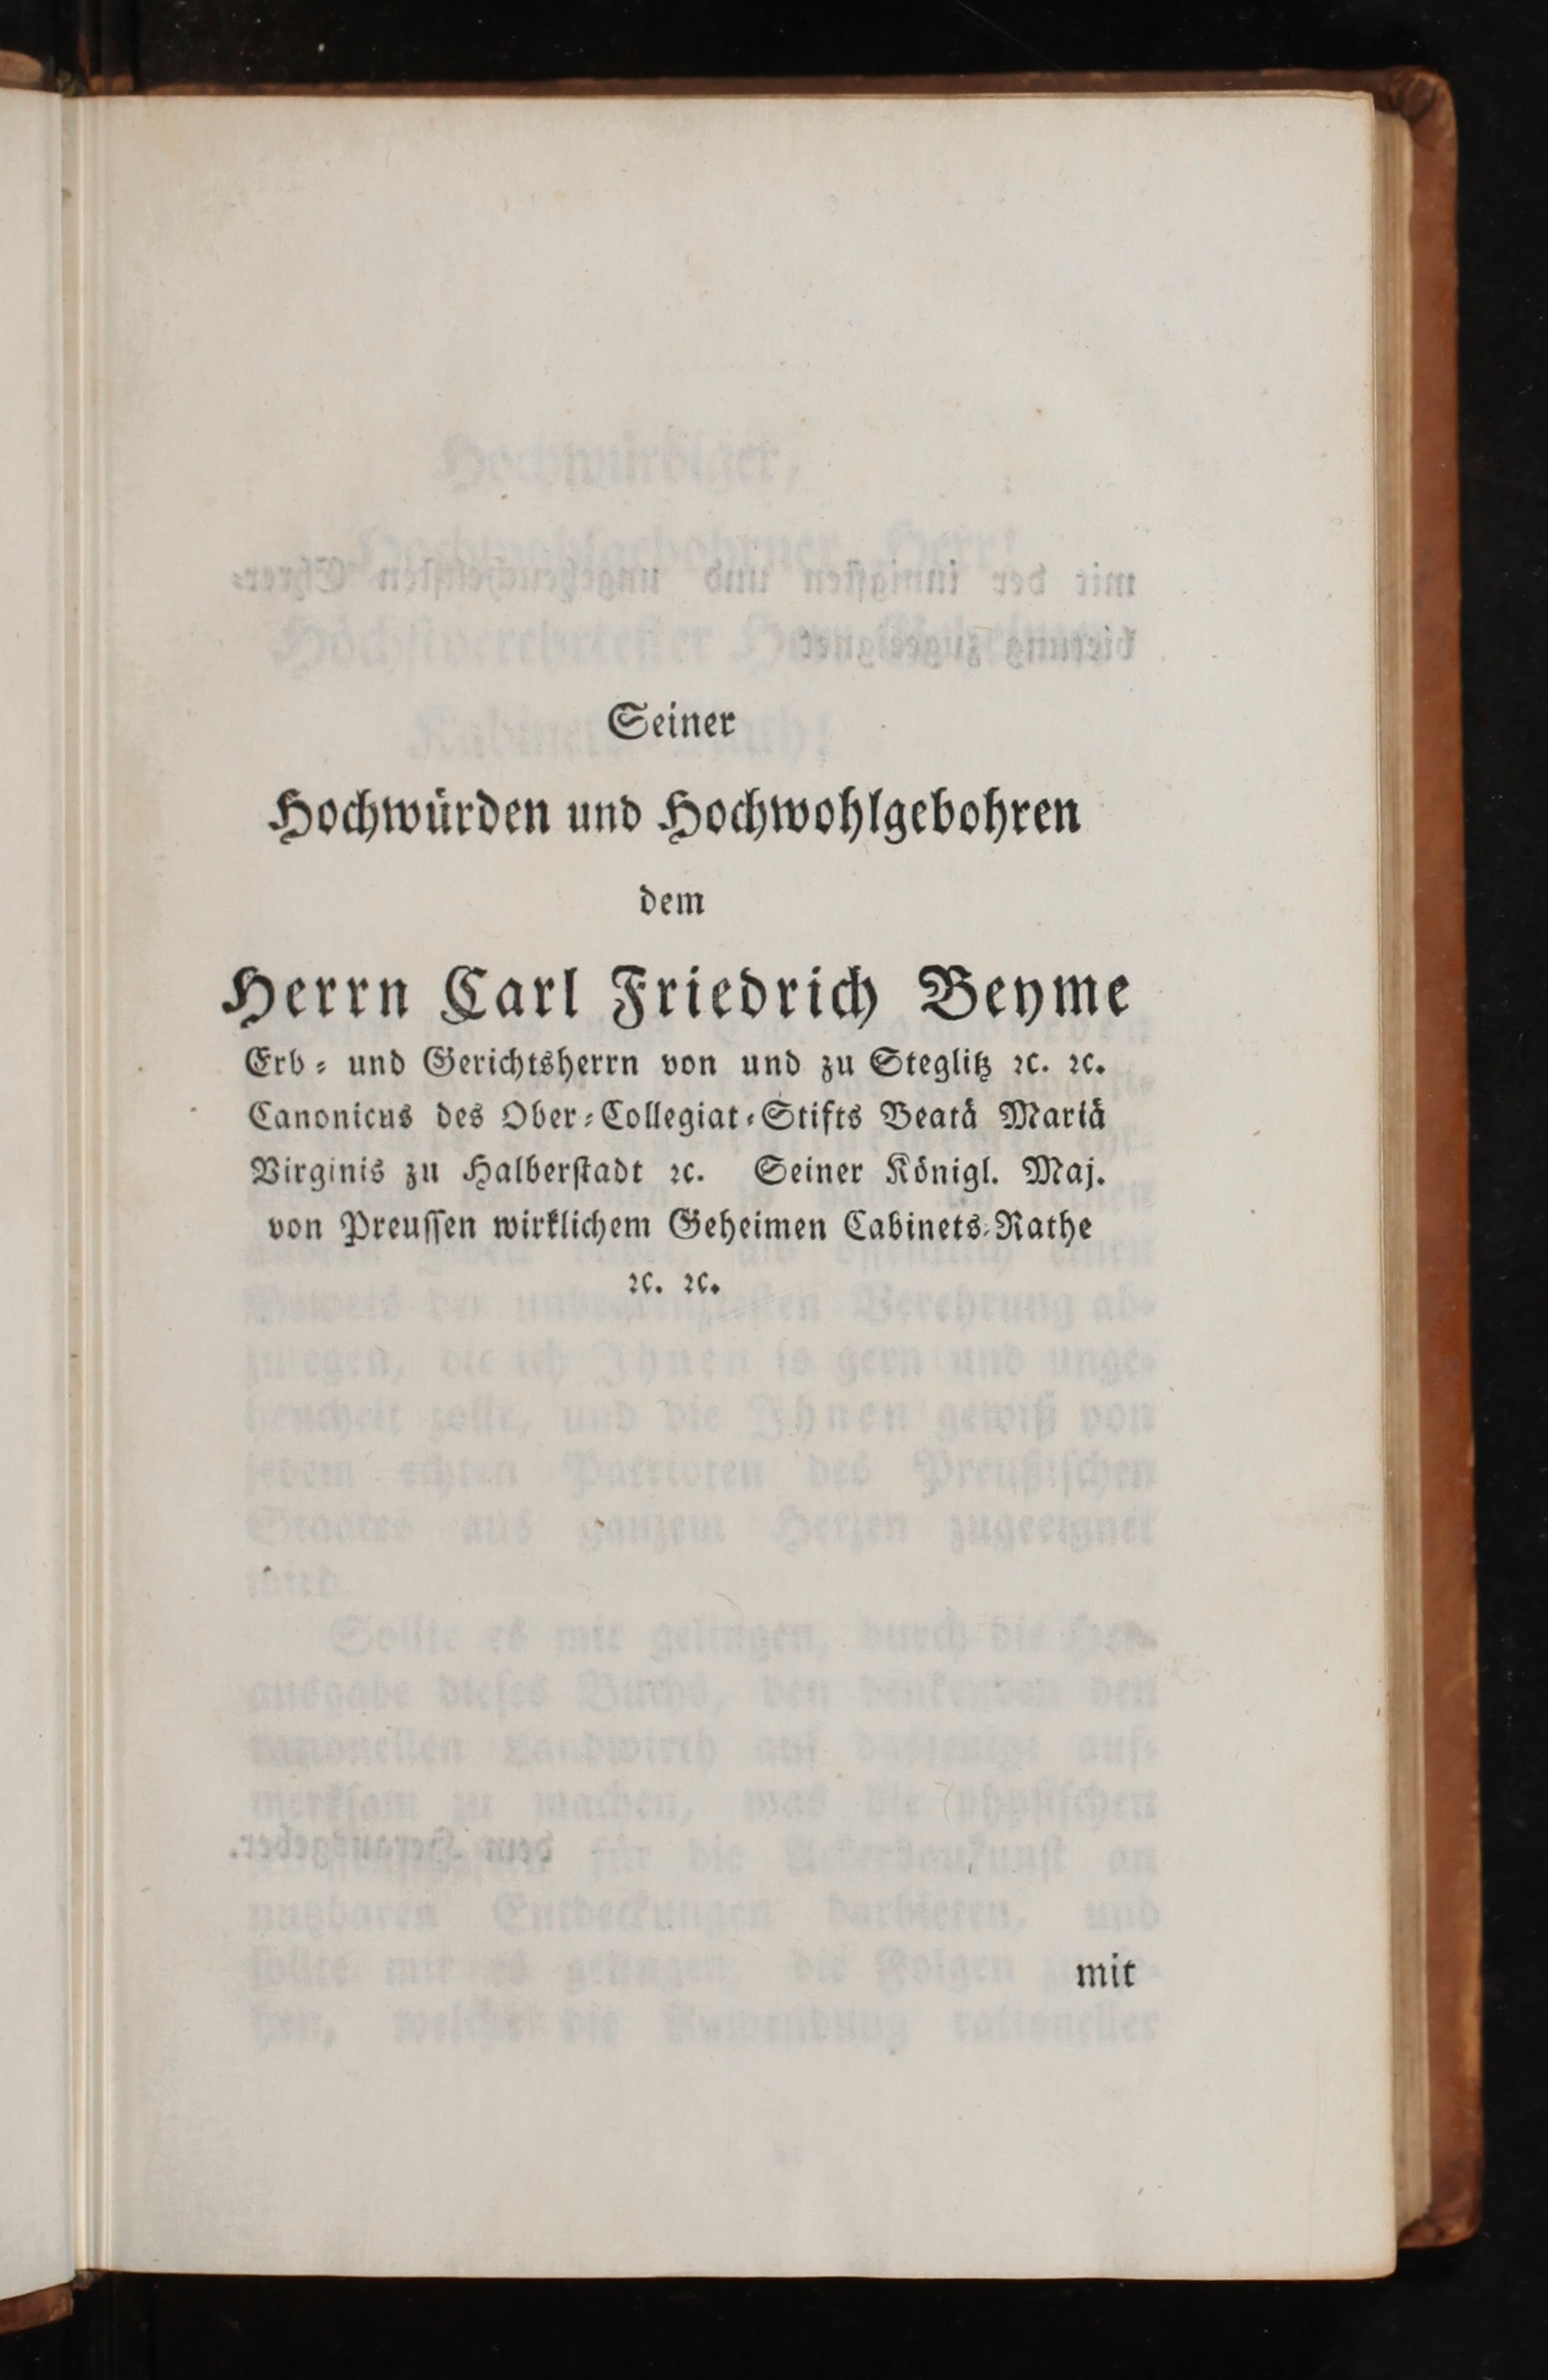 Seiner
Hochwürden und Hochwohlgebohren
dem
Herrn Carl Friedrich Beyme
Erb- und Gerichtsherrn von und zu Steglitz ꝛc. ꝛc.
Canonicus des Ober-Collegiat-Stifts Beatä Mariä
Virginis zu Halberstadt ꝛc. Seiner Königl. Maj.
von Preussen wirklichem Geheimen Cabinets-Rathe
ꝛc. ꝛc.
mit